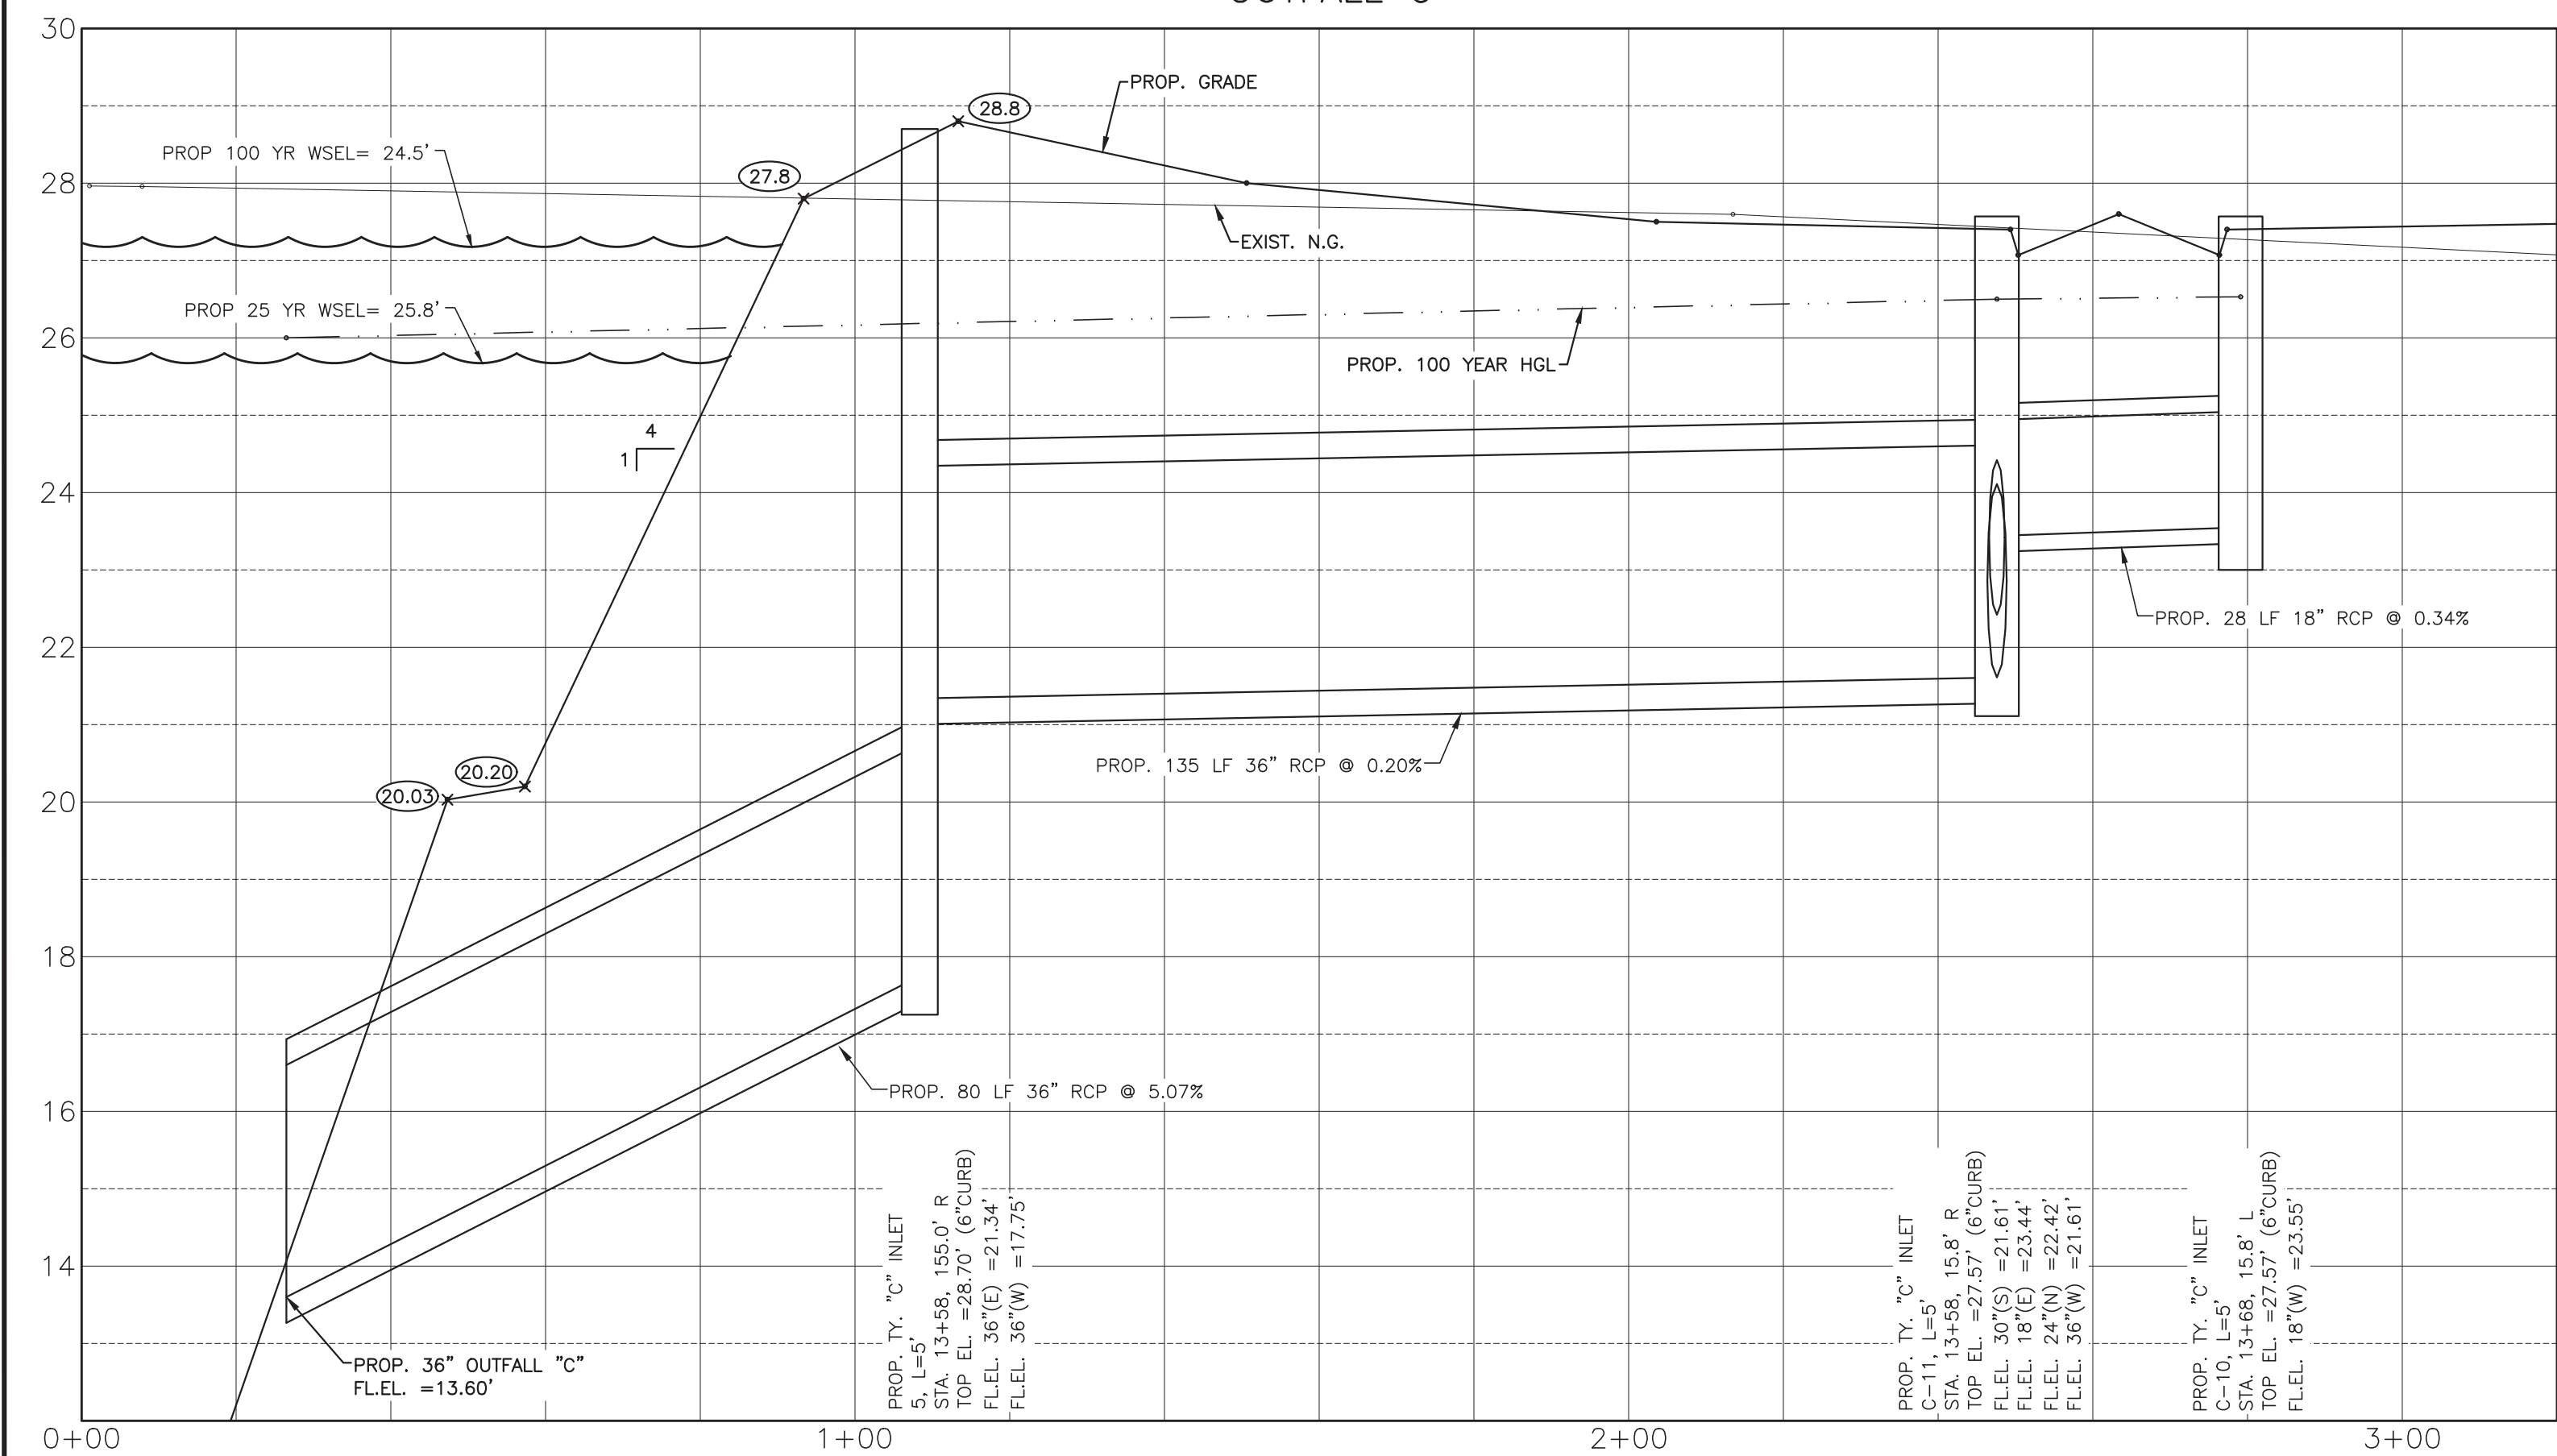 30
PROP. GRADE
28.8
PROP 100 YR WSEL= 24.5'
27.8
28
EXIST. N.G.
PROP 25 YR WSEL= 25.8'
26
PROP. 100 YEAR HGL
4
1
24
PROP. 28 LF 18" RCP @ 0.34%
22
PROP. 135 LF 36" RCP @ 0.20%
20.20
20.03
20
18
PROP. 80 LF 36" RCP @ 5.07%
16
14
PROP. 36" OUTFALL "C"
FL.EL. =13.60'
PROP. TY. "C" INLET
5, L=5'
STA. 13+58, 155.0' R
TOP EL. =28.70' (6"CURB)
FL.EL. 36"(E) =21.34'
FL.EL. 36"(W) =17.75'
PROP. TY. "C" INLET
C-11, L=5'
STA. 13+58, 15.8' R
TOP EL. =27.57' (6"CURB)
FL.EL. 30"(S) =21.61'
FL.EL. 18"(E) =23.44'
FL.EL. 24"(N) =22.42'
FL.EL. 36"(W) =21.61'
PROP. TY. "C" INLET
C-10, L=5'
STA. 13+68, 15.8' L
TOP EL. =27.57' (6"CURB)
FL.EL. 18"(W) =23.55'
0+00
1+00
2+00
3+00